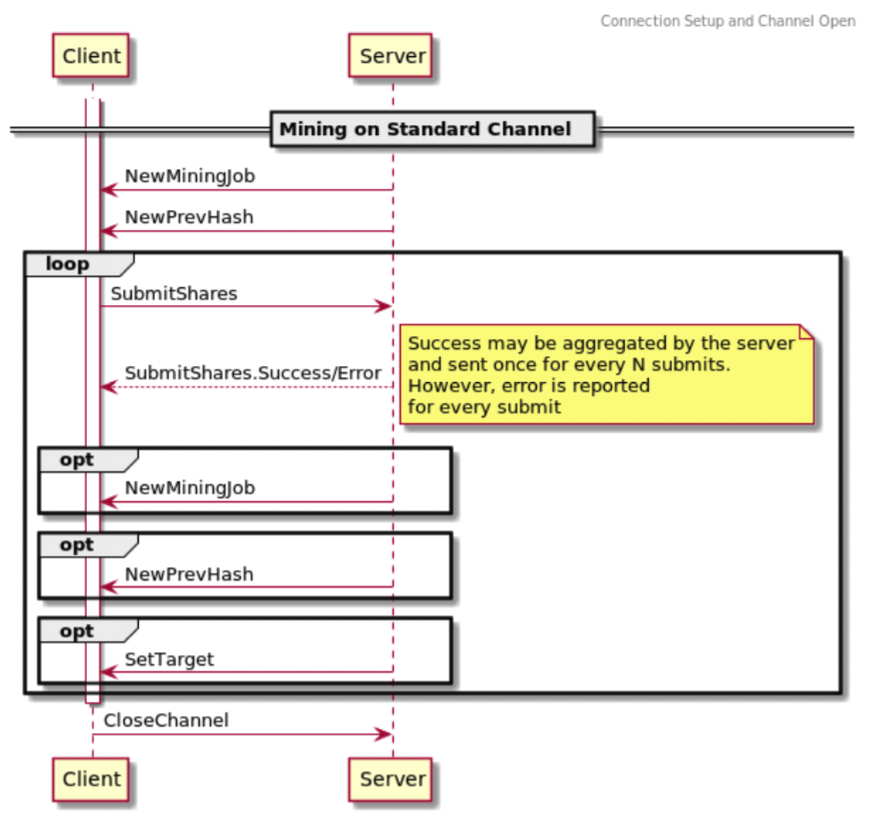 Connection Setup and Channel Open
Client
Server
Mining on Standard Channel
NewMiningJob
NewPrevHash
loop
SubmitShares
Success may be aggregated by the server
and sent once for every N submits.
However, error is reported
for every submit
SubmitShares.Success/Error
opt
NewMiningJob
opt
NewPrevHash
opt
SetTarget
CloseChannel
Client
Server